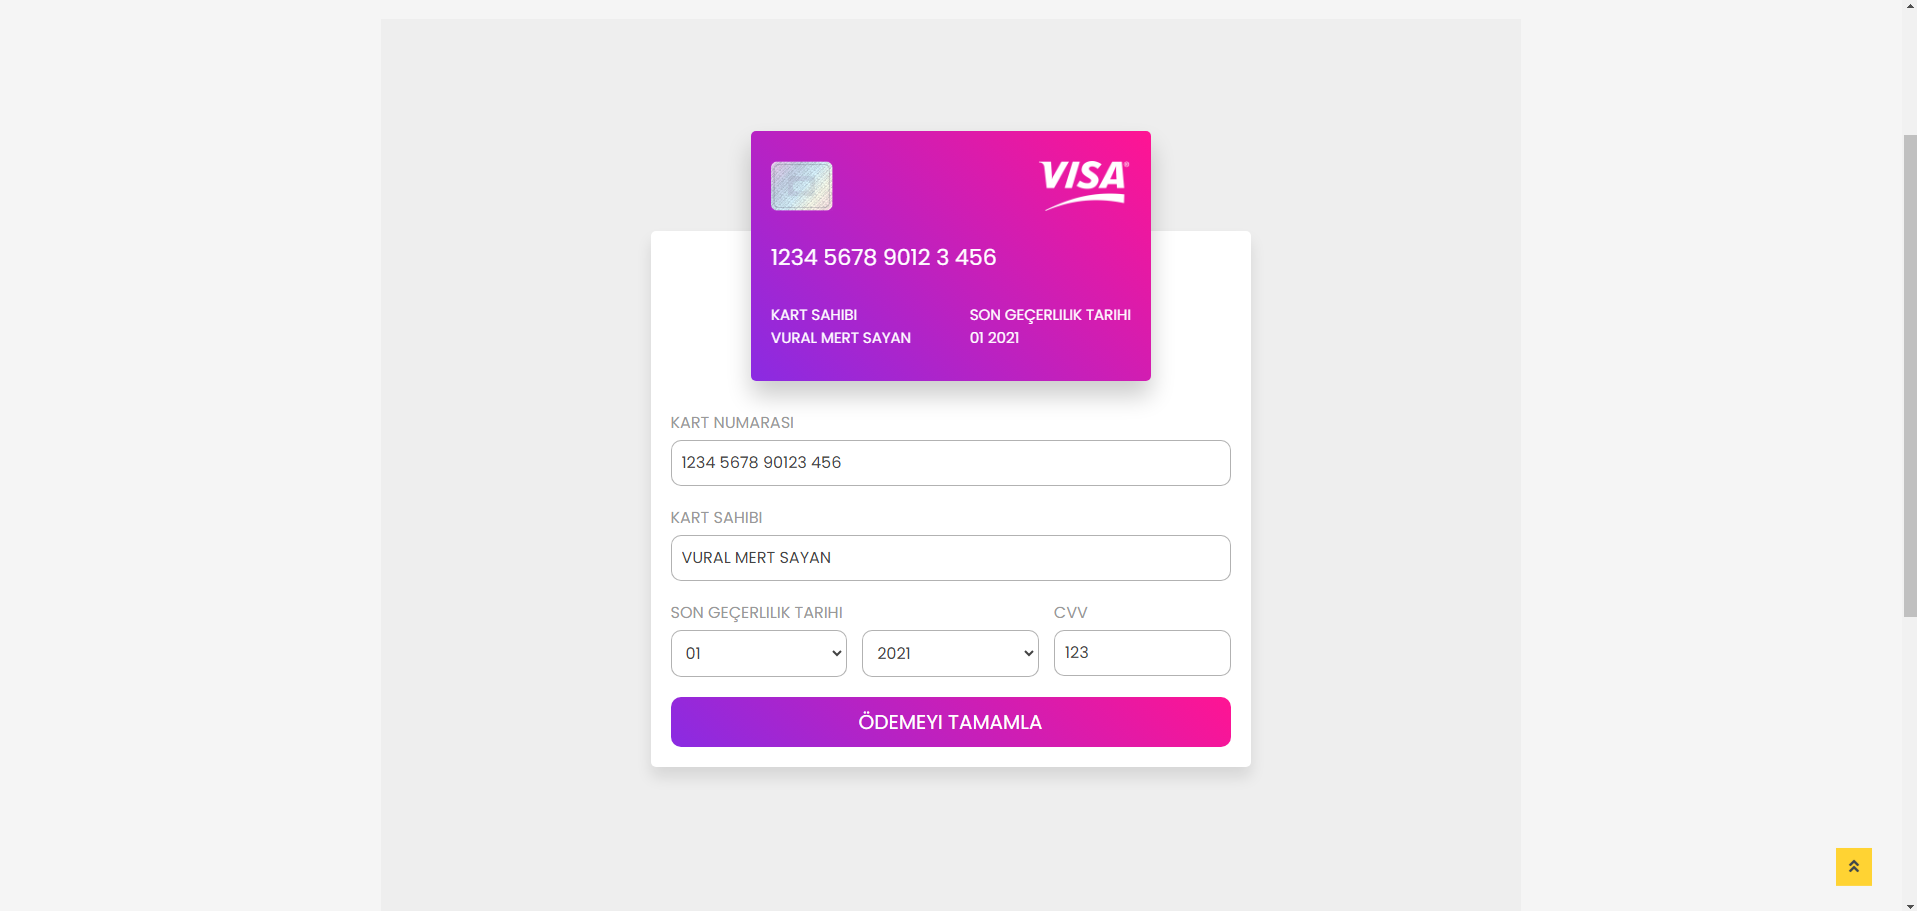 VISA
1234 5678 9012 3 456
KART SAHIBI
SON GEÇERLILIK TARIHI
VURAL MERT SAYAN
01 2021
KART NUMARASI
1234 5678 90123 456
KART SAHIBI
VURAL MERT SAYAN
SON GEÇERLILIK TARIHI
CVV
01
2021
123
ÖDEMEYI TAMAMLA